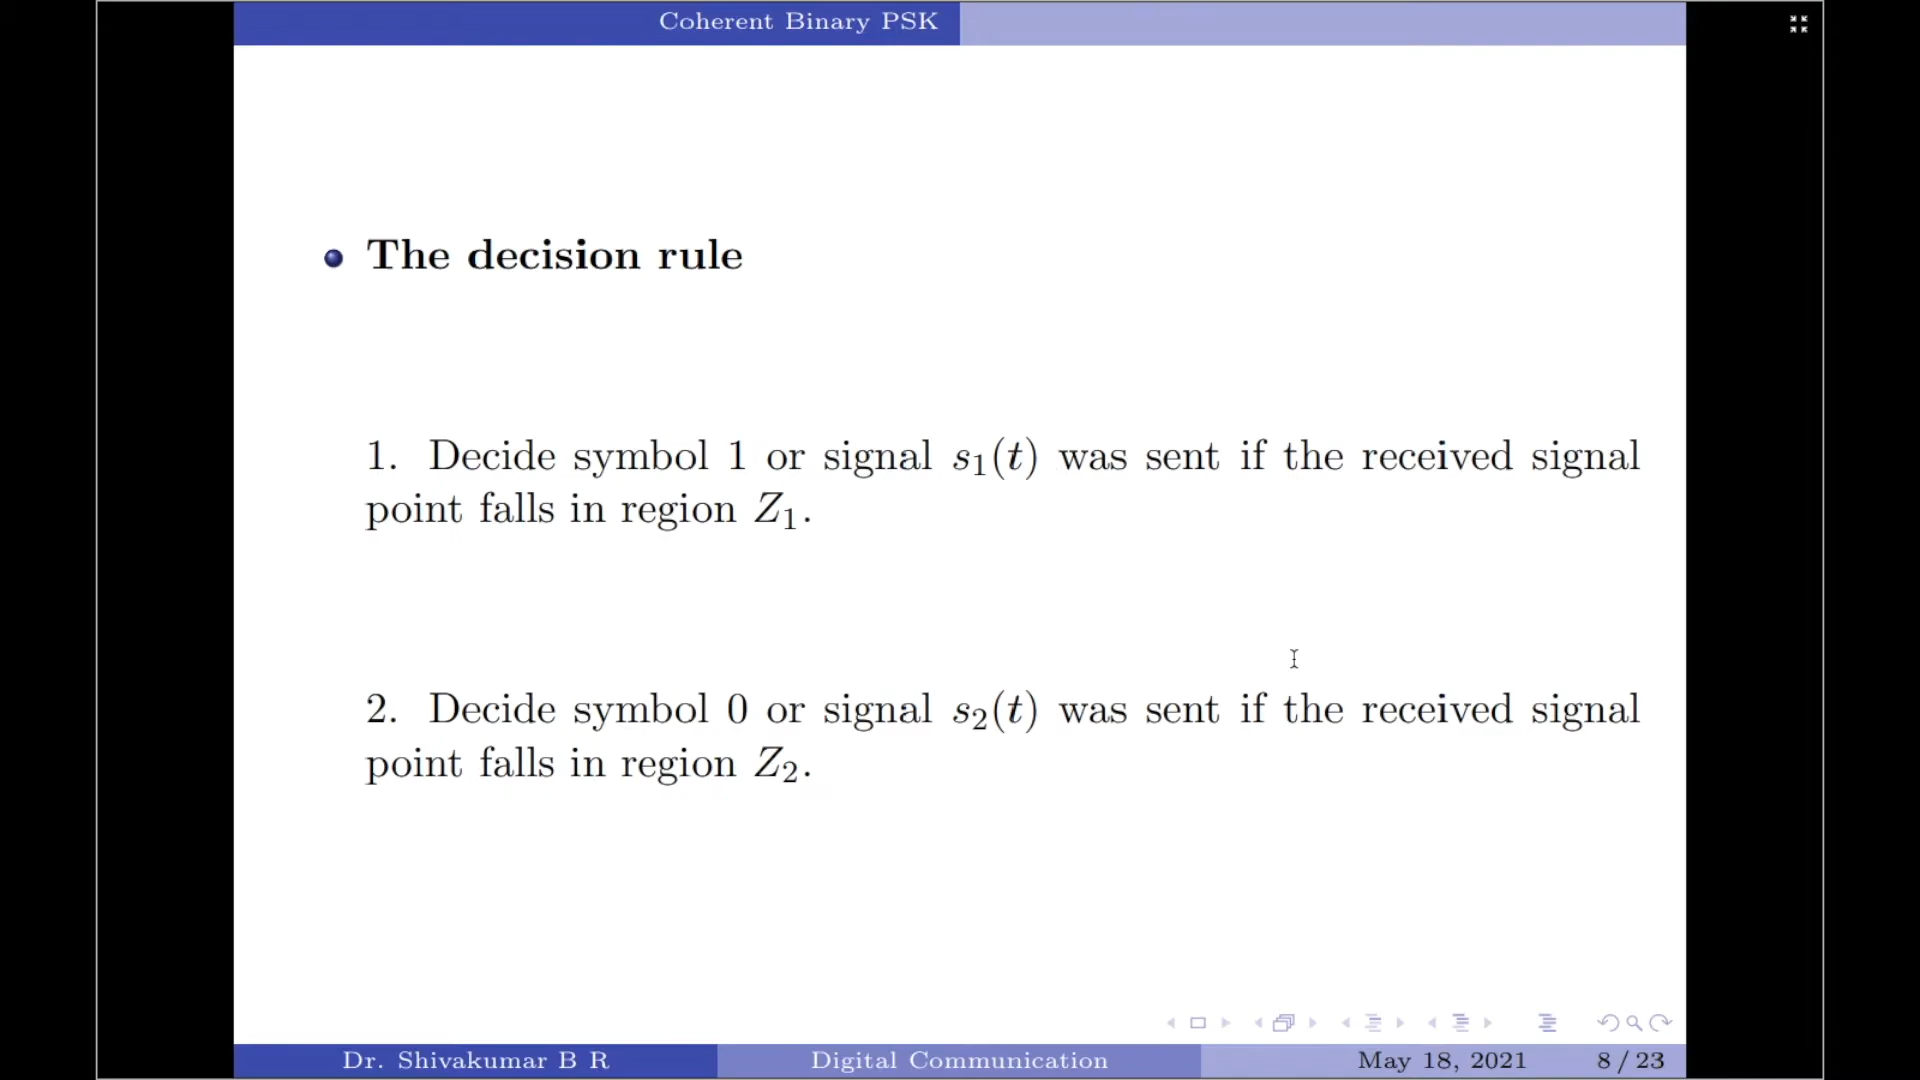 Coherent Binary PSK
The decision rule
1. Decide symbol 1 or signal s₁(t) was sent if the received signal
point falls in region Z₁.
2. Decide symbol 0 or signal s₂(t) was sent if the received signal
point falls in region Z₂.
Dr. Shivakumar B R Digital Communication May 18, 2021 8 / 23